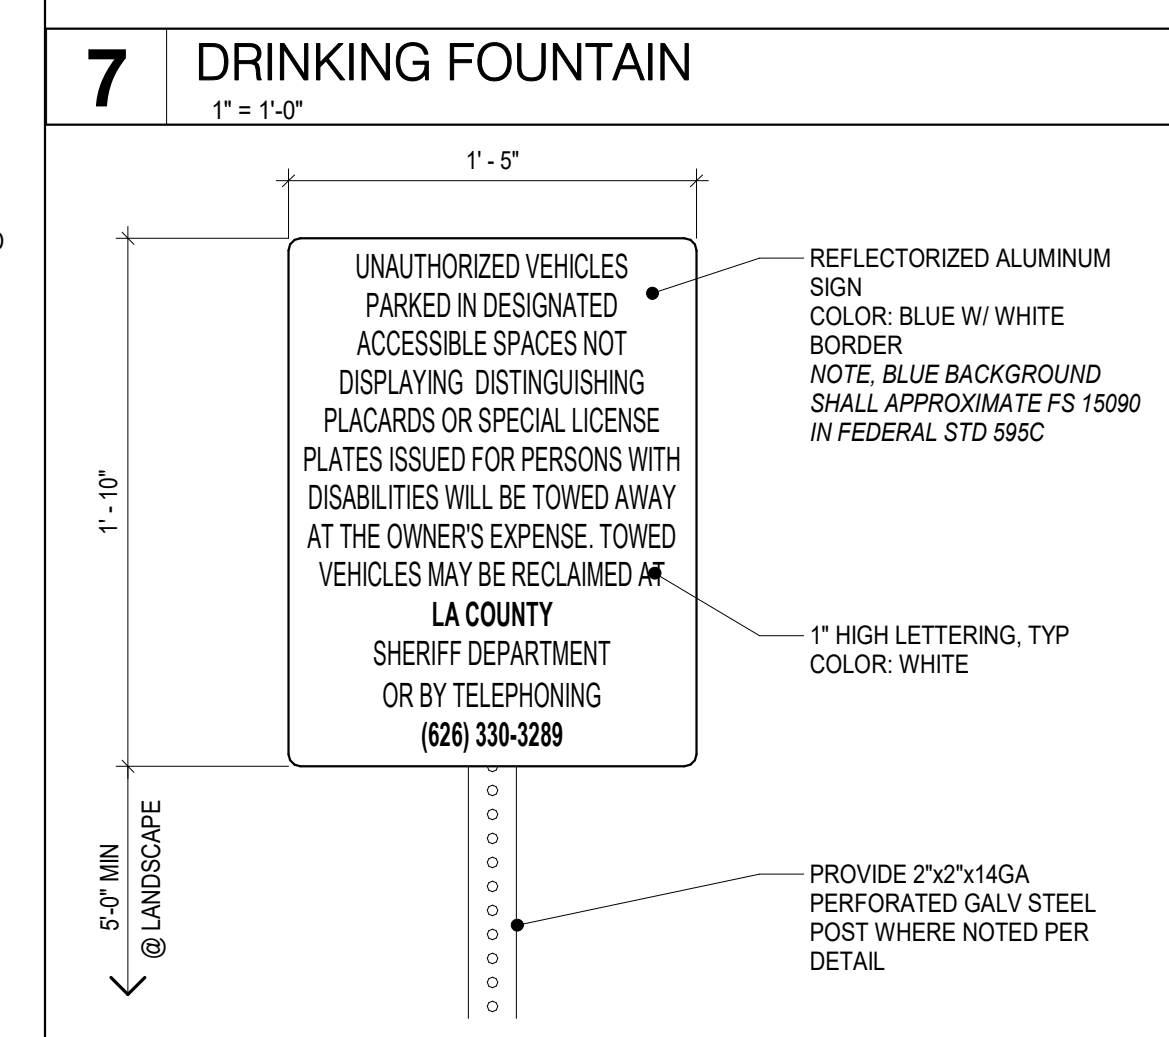 7
DRINKING FOUNTAIN
1" = 1'-0"
1' - 5"
1' - 10"
5'-0" MIN
@ LANDSCAPE
UNAUTHORIZED VEHICLES
PARKED IN DESIGNATED
ACCESSIBLE SPACES NOT
DISPLAYING DISTINGUISHING
PLACARDS OR SPECIAL LICENSE
PLATES ISSUED FOR PERSONS WITH
DISABILITIES WILL BE TOWED AWAY
AT THE OWNER'S EXPENSE. TOWED
VEHICLES MAY BE RECLAIMED AT
LA COUNTY
SHERIFF DEPARTMENT
OR BY TELEPHONING
(626) 330-3289
REFLECTORIZED ALUMINUM
SIGN
COLOR: BLUE W/ WHITE
BORDER
NOTE, BLUE BACKGROUND
SHALL APPROXIMATE FS 15090
IN FEDERAL STD 595C
1" HIGH LETTERING, TYP
COLOR: WHITE
PROVIDE 2"x2"x14GA
PERFORATED GALV STEEL
POST WHERE NOTED PER
DETAIL